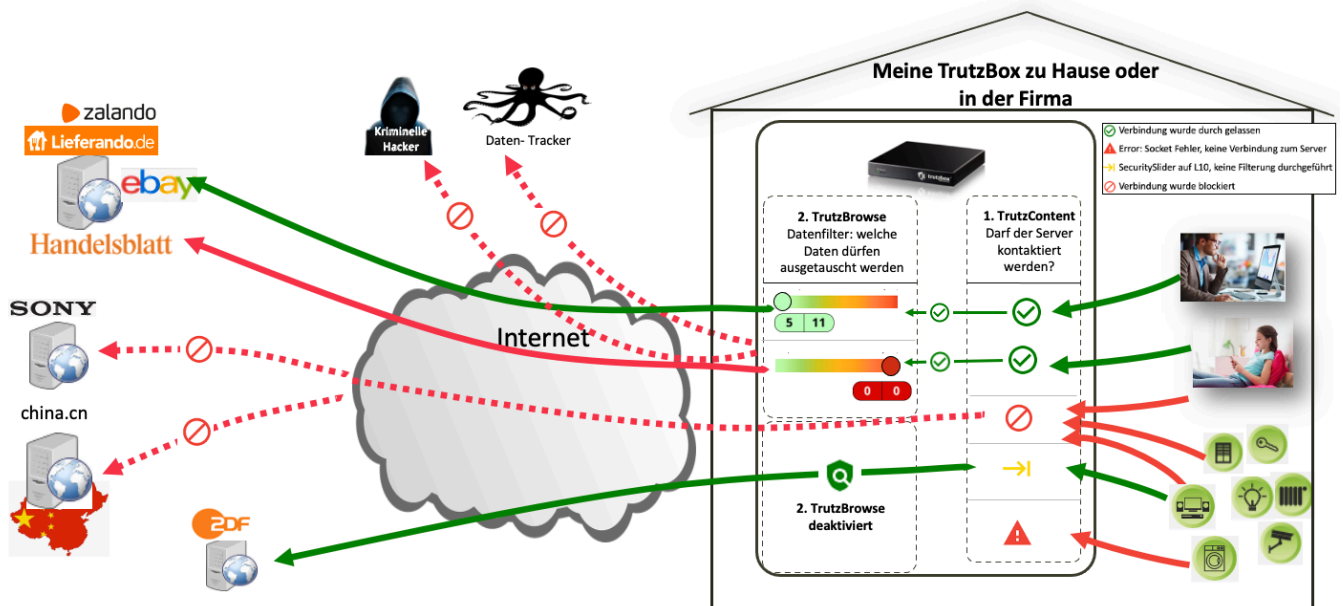 Meine TrutzBox zu Hause oder
in der Firma
Verbindung wurde durch gelassen
Error: Socket Fehler, keine Verbindung zum Server
SecuritySlider auf L10, keine Filterung durchgeführt
Verbindung wurde blockiert
zalando
Lieferando.de
ebay
Handelsblatt
Kriminelle
Hacker
Daten- Tracker
trutzbox
2. TrutzBrowse
Datenfilter: welche
Daten dürfen
ausgetauscht werden
1. TrutzContent
Darf der Server
kontaktiert
werden?
5 11
0 0
Internet
SONY
china.cn
ZDF
2. TrutzBrowse
deaktiviert